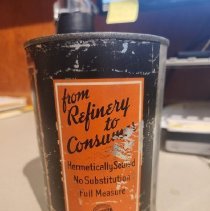 from
Refinery
to
Consumer
Hermetically Sealed
No Substitution
Full Measure